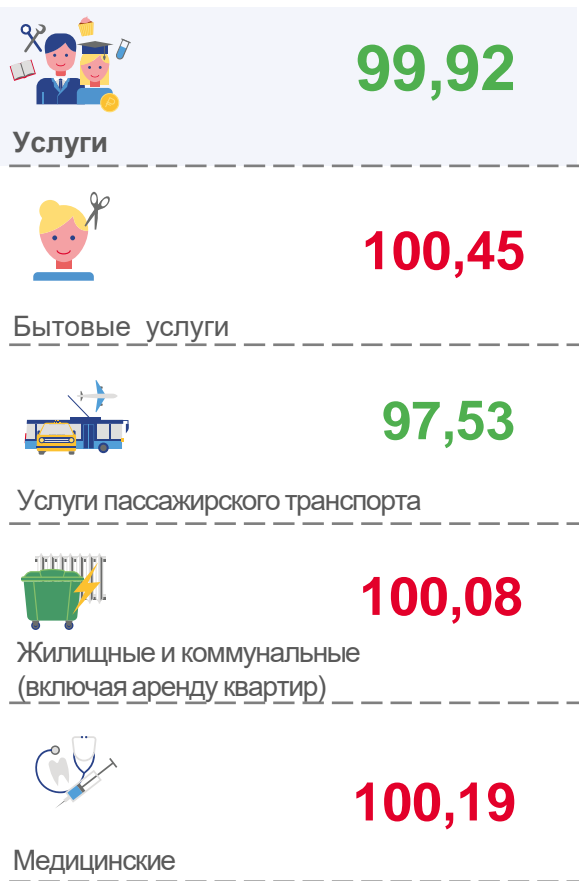 99,92
Услуги
100,45
Бытовые услуги
97,53
Услуги пассажирского транспорта
100,08
Жилищные и коммунальные
(включая аренду квартир)
100,19
Медицинские